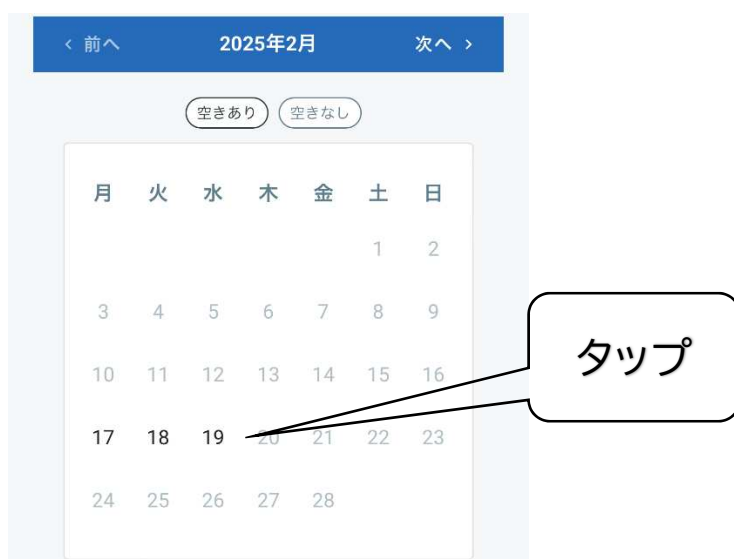 < 前へ 2025年2月 次へ >
空きあり 空きなし
月 火 水 木 金 土 日
1 2
3 4 5 6 7 8 9
タップ
10 11 12 13 14 15 16
17 18 19 20 21 22 23
24 25 26 27 28